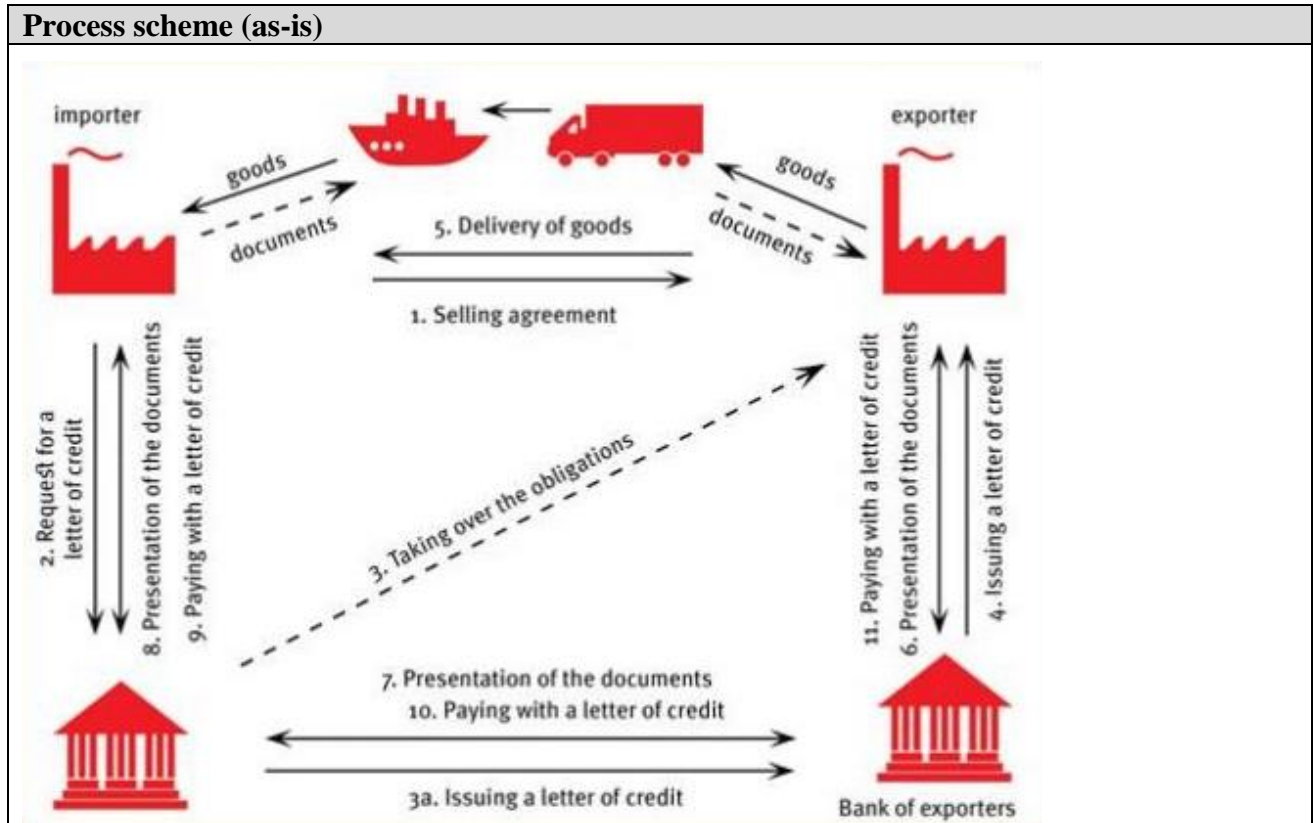 Process scheme (as-is)
importer
exporter
goods
documents
goods
documents
5. Delivery of goods
1. Selling agreement
2. Request for a
letter of credit
8. Presentation of the documents
9. Paying with a letter of credit
3. Taking over the obligations
11. Paying with a letter of credit
6. Presentation of the documents
4. Issuing a letter of credit
7. Presentation of the documents
10. Paying with a letter of credit
3a. Issuing a letter of credit
Bank of exporters